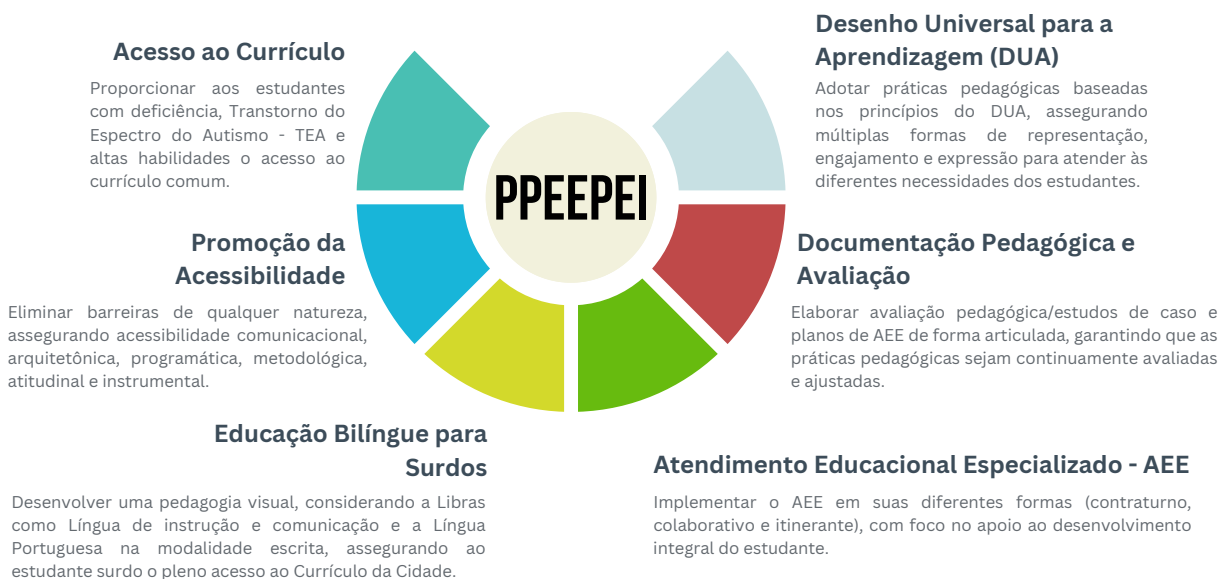 Acesso ao Currículo
Proporcionar aos estudantes
com deficiência, Transtorno do
Espectro do Autismo - TEA e
altas habilidades o acesso ao
currículo comum.
Promoção da
Acessibilidade
Eliminar barreiras de qualquer natureza,
assegurando acessibilidade comunicacional,
arquitetônica, programática, metodológica,
atitudinal e instrumental.
Educação Bilíngue para
Surdos
Desenvolver uma pedagogia visual, considerando a Libras
como Língua de instrução e comunicação e a Língua
Portuguesa na modalidade escrita, assegurando ao
estudante surdo o pleno acesso ao Currículo da Cidade.
PPEEPEI
Desenho Universal para a
Aprendizagem (DUA)
Adotar práticas pedagógicas baseadas
nos princípios do DUA, assegurando
múltiplas formas de representação,
engajamento e expressão para atender às
diferentes necessidades dos estudantes.
Documentação Pedagógica e
Avaliação
Elaborar avaliação pedagógica/estudos de caso e
planos de AEE de forma articulada, garantindo que as
práticas pedagógicas sejam continuamente avaliadas
e ajustadas.
Atendimento Educacional Especializado - AEE
Implementar o AEE em suas diferentes formas (contraturno,
colaborativo e itinerante), com foco no apoio ao desenvolvimento
integral do estudante.